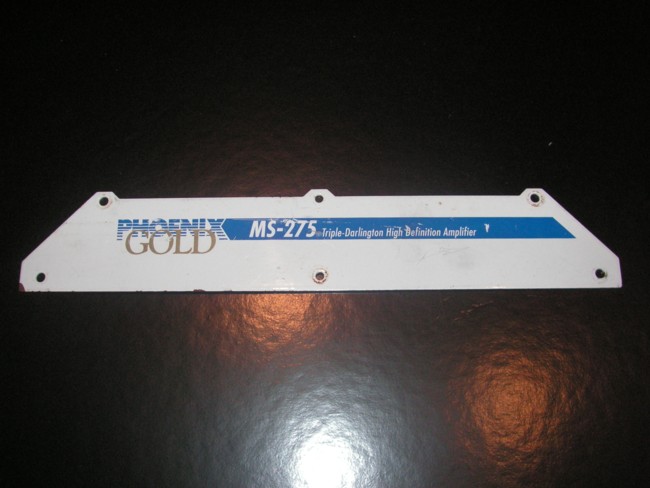 PHOENIX
GOLD
MS-275 Triple-Darlington High Definition Amplifier